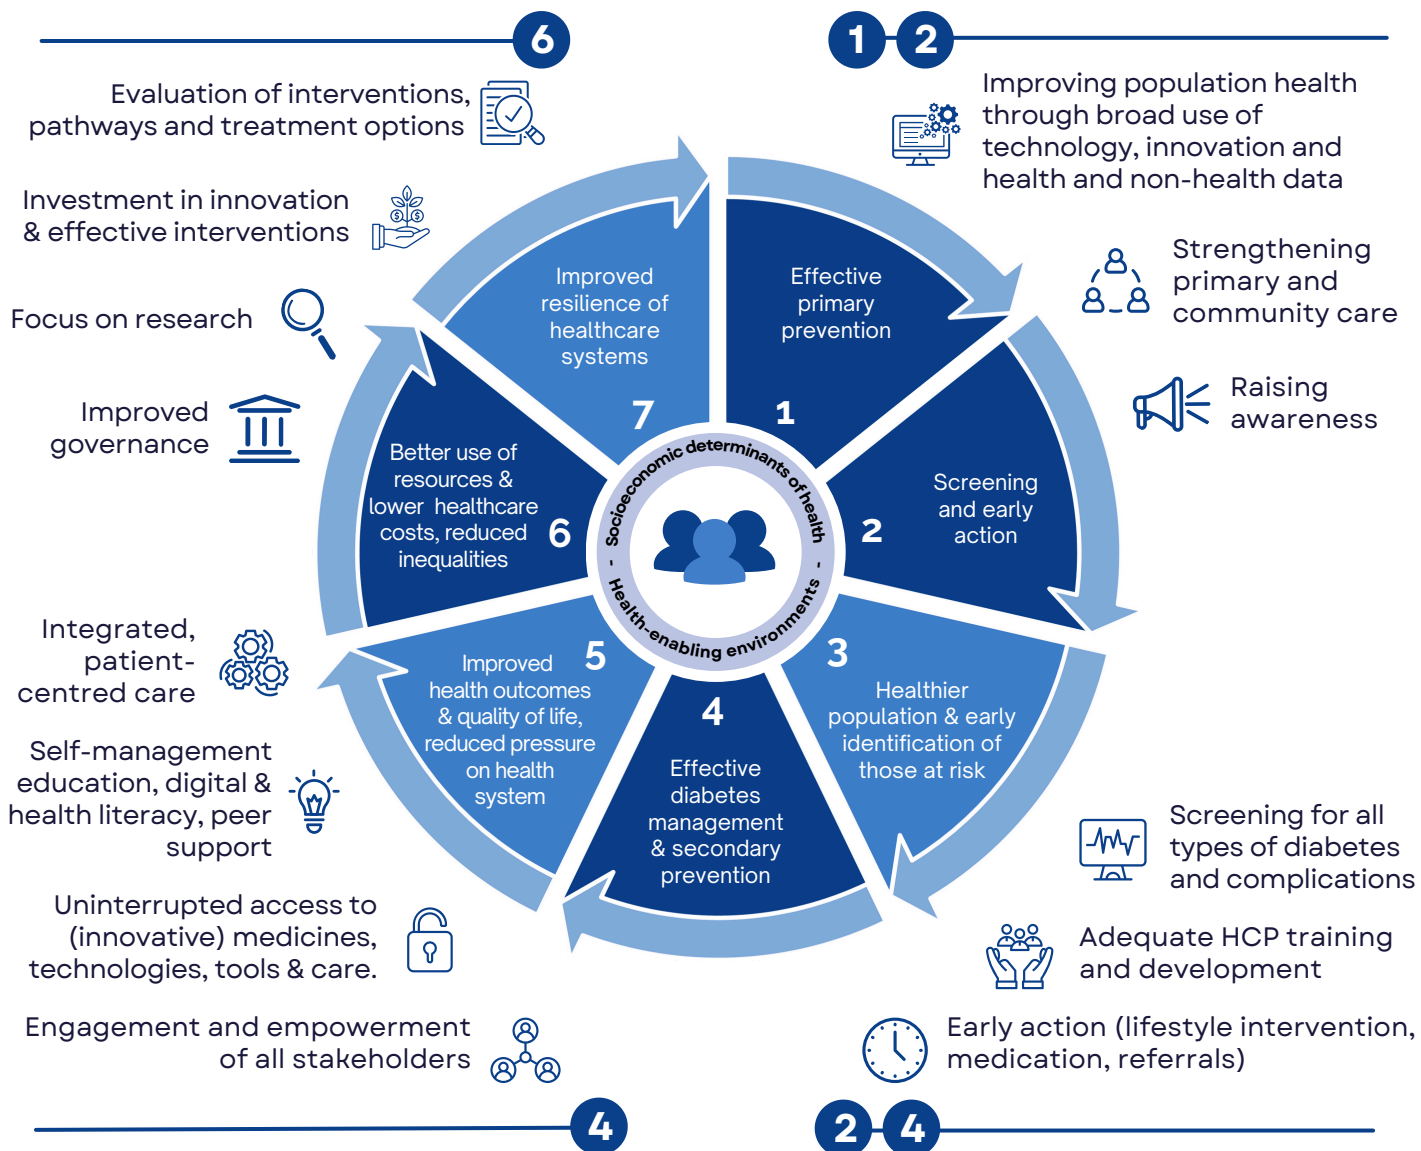 6
Evaluation of interventions,
pathways and treatment options
Investment in innovation
& effective interventions
Focus on research
Improved
governance
1
2
Improving population health
through broad use of
technology, innovation and
health and non-health data
Strengthening
primary and
community care
Raising
awareness
Effective
primary
prevention
1
Screening
and early
action
2
3
Healthier
population & early
identification of
those at risk
4
Effective
diabetes
management
& secondary
prevention
5
Improved
health outcomes
& quality of life,
reduced pressure
on health
system
Better use of
resources &
lower healthcare
costs, reduced
inequalities
6
Improved
resilience of
healthcare
systems
7
Socioeconomic determinants of health
- Health-enabling environments -
Integrated,
patient-
centred care
Self-management
education, digital &
health literacy, peer
support
Uninterrupted access to
(innovative) medicines,
technologies, tools & care.
Engagement and empowerment
of all stakeholders
4
Screening for all
types of diabetes
and complications
Adequate HCP training
and development
Early action (lifestyle intervention,
medication, referrals)
2
4